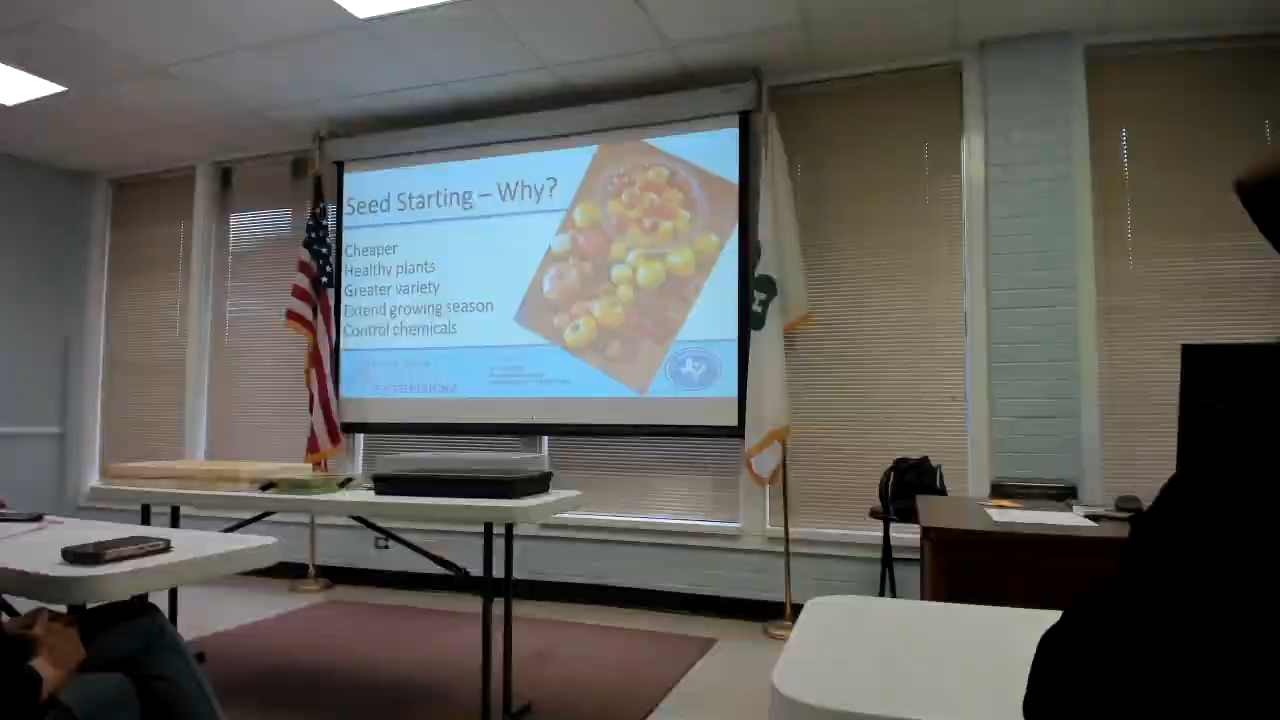 Seed Starting – Why?
Cheaper
Healthy plants
Greater variety
Extend growing season
Control chemicals